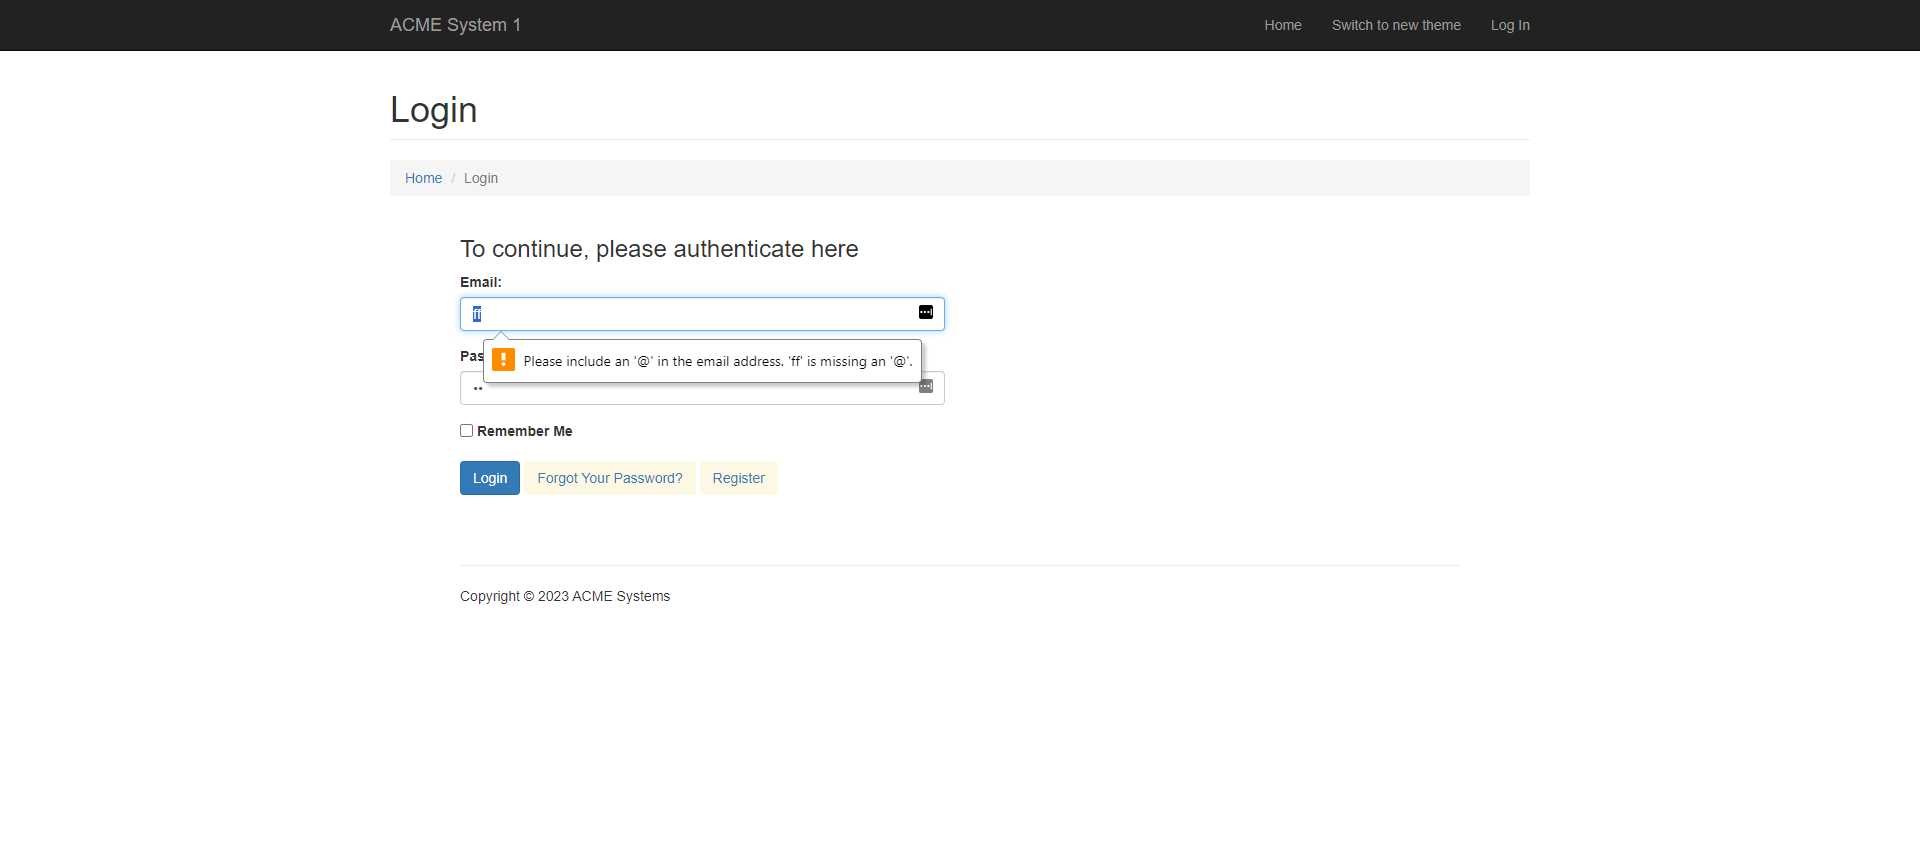 ACME System 1 Home Switch to new theme Log In
Login
Home / Login
To continue, please authenticate here
Email:
ff
Please include an '@' in the email address. 'ff' is missing an '@'.
Remember Me
Login Forgot Your Password? Register
Copyright © 2023 ACME Systems